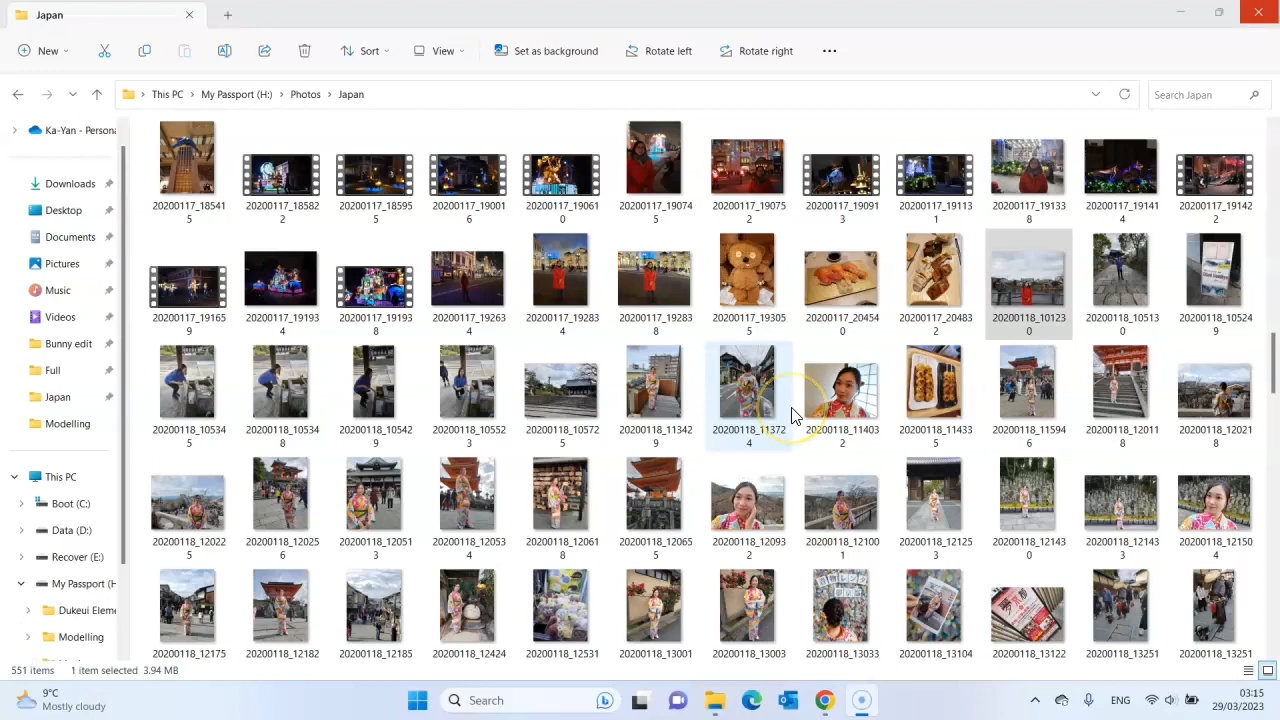 Japan
New
Sort
View
Set as background
Rotate left
Rotate right
This PC
My Passport (H:)
Photos
Japan
Search Japan
Ka-Yan - Persona
Downloads
Desktop
Documents
Pictures
Music
Videos
Bunny edit
Full
Japan
Modelling
This PC
Boot (C:)
Data (D:)
Recover (E:)
My Passport (H
Dukeui Eleme
Modelling
20200117_18541
5
20200117_18582
2
20200117_18595
5
20200117_19001
6
20200117_19061
0
20200117_19074
5
20200117_19075
2
20200117_19091
3
20200117_19113
1
20200117_19133
8
20200117_19141
4
20200117_19142
2
20200117_19165
9
20200117_19193
4
20200117_19193
8
20200117_19263
4
20200117_19283
4
20200117_19283
8
20200117_19305
5
20200117_20454
0
20200117_20483
2
20200118_10123
0
20200118_10513
0
20200118_10524
9
20200118_10534
5
20200118_10534
8
20200118_10542
9
20200118_10552
3
20200118_10572
5
20200118_11342
9
20200118_11372
4
20200118_11403
2
20200118_11433
5
20200118_11594
6
20200118_12011
8
20200118_12021
8
20200118_12022
5
20200118_12025
6
20200118_12051
3
20200118_12053
4
20200118_12061
8
20200118_12065
5
20200118_12093
2
20200118_12100
1
20200118_12125
3
20200118_12143
0
20200118_12143
3
20200118_12150
4
20200118_12175
20200118_12182
20200118_12185
20200118_12424
20200118_12531
20200118_13001
20200118_13003
20200118_13033
20200118_13104
20200118_13122
20200118_13251
20200118_13251
551 items
1 item selected
3.94 MB
9°C
Mostly cloudy
Search
ENG
03:15
29/03/2023